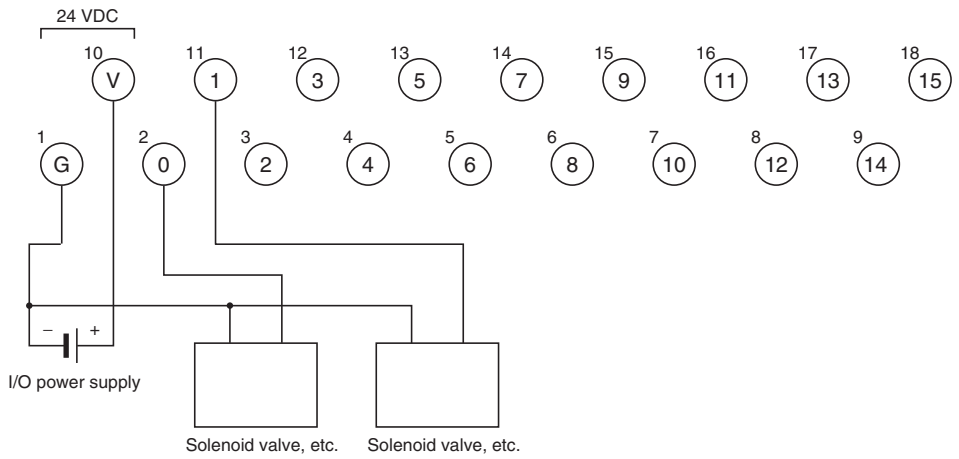 24 VDC
10 11 12 13 14 15 16 17 18
V 1 3 5 7 9 11 13 15
1 2 3 4 5 6 7 8 9
G 0 2 4 6 8 10 12 14
− +
I/O power supply
Solenoid valve, etc. Solenoid valve, etc.